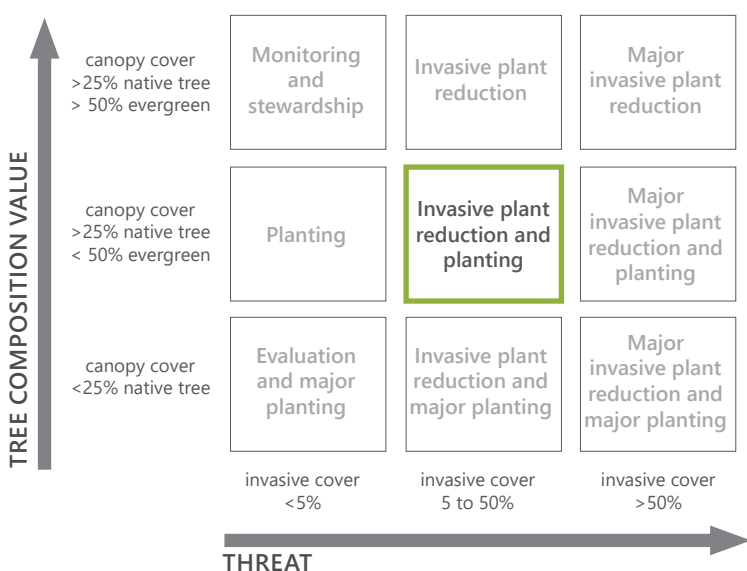 TREE COMPOSITION VALUE
canopy cover
>25% native tree
> 50% evergreen
Monitoring
and
stewardship
Invasive plant
reduction
Major
invasive plant
reduction
canopy cover
>25% native tree
< 50% evergreen
Planting
Invasive plant
reduction and
planting
Major
invasive plant
reduction and
planting
canopy cover
<25% native tree
Evaluation
and major
planting
Invasive plant
reduction and
major planting
Major
invasive plant
reduction and
major planting
invasive cover
<5%
invasive cover
5 to 50%
invasive cover
>50%
THREAT